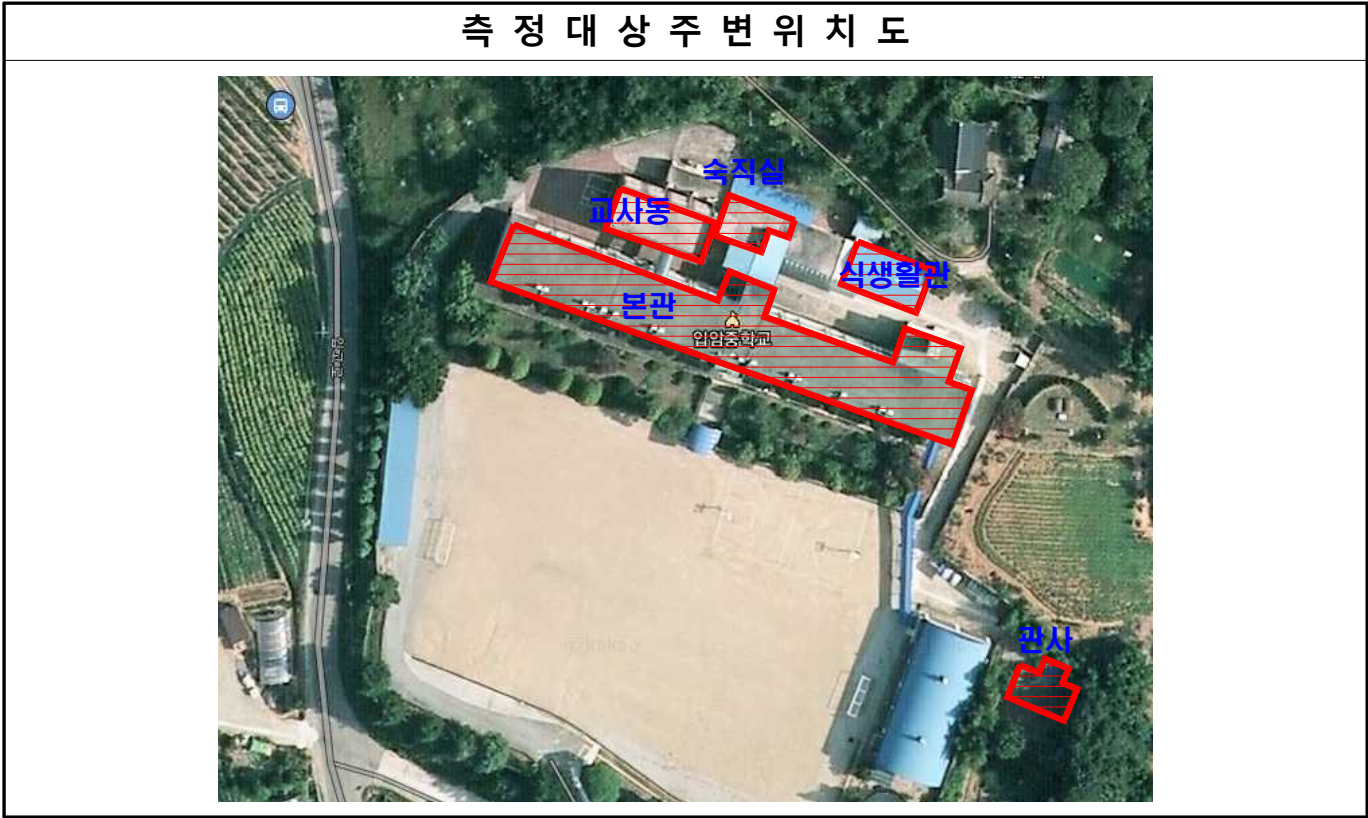 측 정 대 상 주 변 위 치 도
숙직실
교사동
식생활관
본관
입암중학교
관사